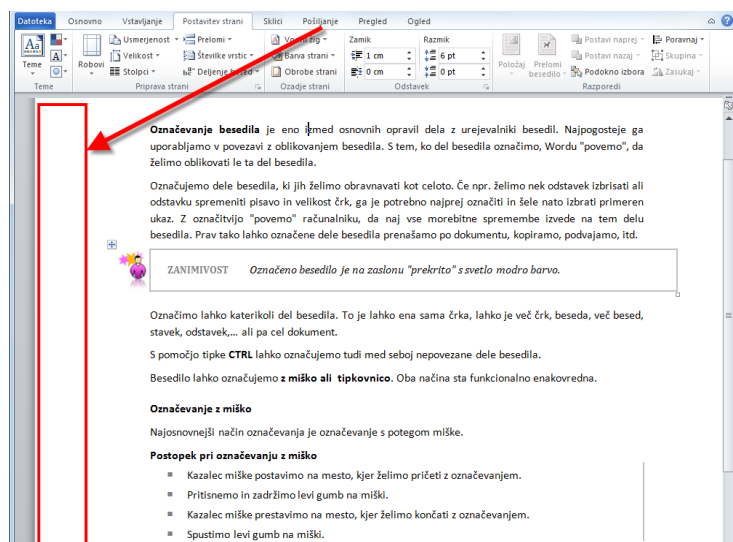 Datoteka Osnovno Vstavljanje Postavitev strani Sklici Pošiljanje Pregled Ogled
Usmerjenost Prelomi Zamik Razmik Postavi naprej Poravnaj
Teme Robovi Velikost Številke vrstic Barva strani 1 cm 6 pt Položaj Prelomi besedilo Postavi nazaj Skupina
Stolpci Deljenje besed Obrobe strani 0 cm 0 pt Podokno izbora Zasukaj
Teme Priprava strani Ozadje strani Odstavek Razporedi
Označevanje besedila je eno izmed osnovnih opravil dela z urejevalniki besedil. Najpogosteje ga
uporabljamo v povezavi z oblikovanjem besedila. S tem, ko del besedila označimo, Wordu "povemo", da
želimo oblikovati le ta del besedila.
Označujemo dele besedila, ki jih želimo obravnavati kot celoto. Če npr. želimo nek odstavek izbrisati ali
odstavku spremeniti pisavo in velikost črk, ga je potrebno najprej označiti in šele nato izbrati primeren
ukaz. Z označitvijo "povemo" računalniku, da naj vse morebitne spremembe izvede na tem delu
besedila. Prav tako lahko označene dele besedila prenašamo po dokumentu, kopiramo, podvajamo, itd.
ZANIMIVOST Označeno besedilo je na zaslonu "prekrito" s svetlo modro barvo.
Označimo lahko katerikoli del besedila. To je lahko ena sama črka, lahko je več črk, beseda, več besed,
stavek, odstavek,... ali pa cel dokument.
S pomočjo tipke CTRL lahko označujemo tudi med seboj nepovezane dele besedila.
Besedilo lahko označujemo z miško ali tipkovnico. Oba načina sta funkcionalno enakovredna.
Označevanje z miško
Najosnovnejši način označevanja je označevanje s potegom miške.
Postopek pri označevanju z miško
Kazalec miške postavimo na mesto, kjer želimo pričeti z označevanjem.
Pritisnemo in zadržimo levi gumb na miški.
Kazalec miške prestavimo na mesto, kjer želimo končati z označevanjem.
Spustimo levi gumb na miški.